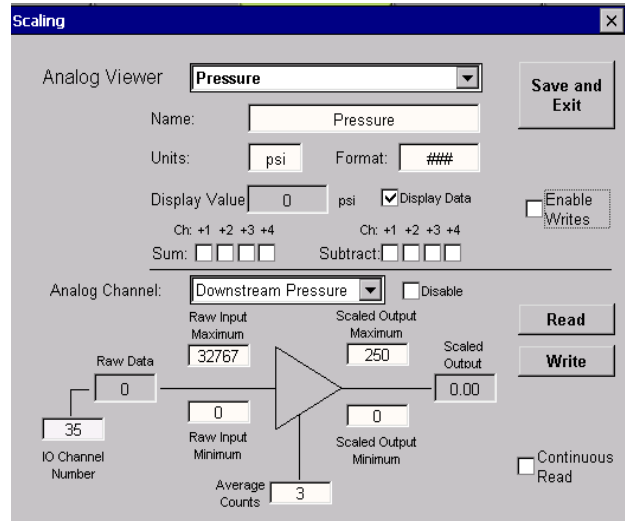 Scaling
Analog Viewer Pressure
Save and
Exit
Name: Pressure
Units: psi Format: ###
Display Value 0 psi Display Data
Enable
Writes
Ch: +1 +2 +3 +4 Ch: +1 +2 +3 +4
Sum: Subtract:
Analog Channel: Downstream Pressure Disable
Raw Input
Maximum
32767
Scaled Output
Maximum
250
Read
Write
Raw Data
0
Scaled
Output
0.00
35
IO Channel
Number
0
Raw Input
Minimum
0
Scaled Output
Minimum
Average
Counts
3
Continuous
Read